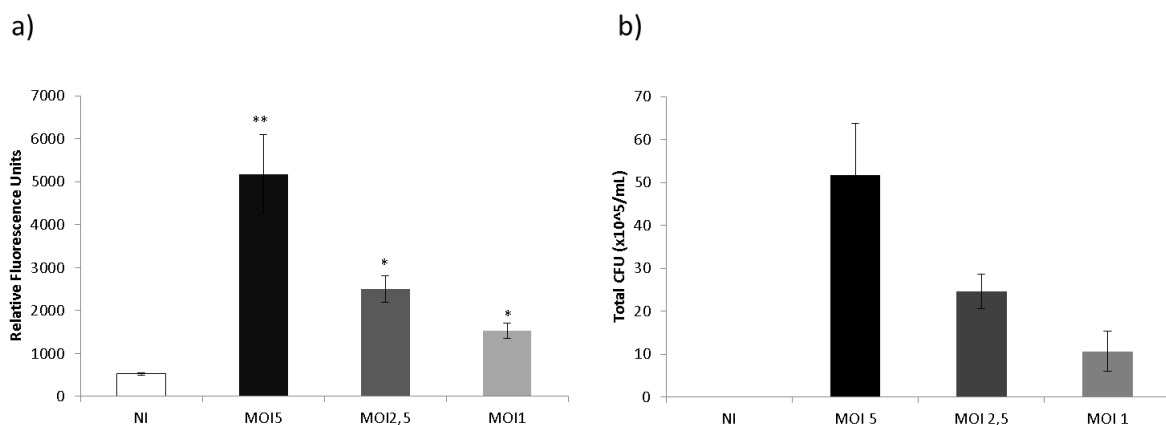 a)
Relative Fluorescence Units
7000
6000
5000
4000
3000
2000
1000
0
**
*
*
NI
MOI5
MOI2,5
MOI1
b)
Total CFU (x10^5/mL)
70
60
50
40
30
20
10
0
NI
MOI 5
MOI 2,5
MOI 1